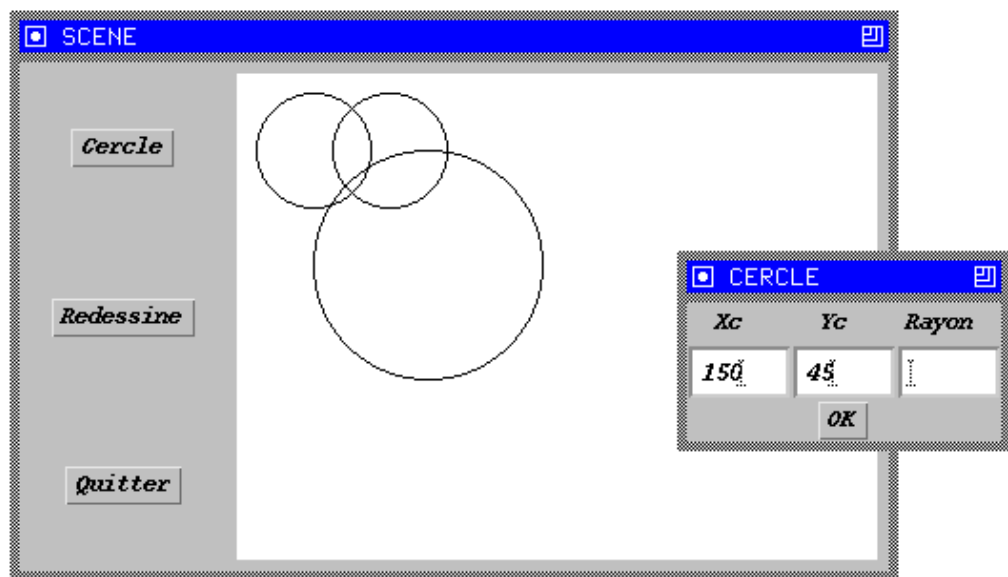 SCENE
Cercle
Redessine
Quitter
CERCLE
Xc Yc Rayon
150 45
OK